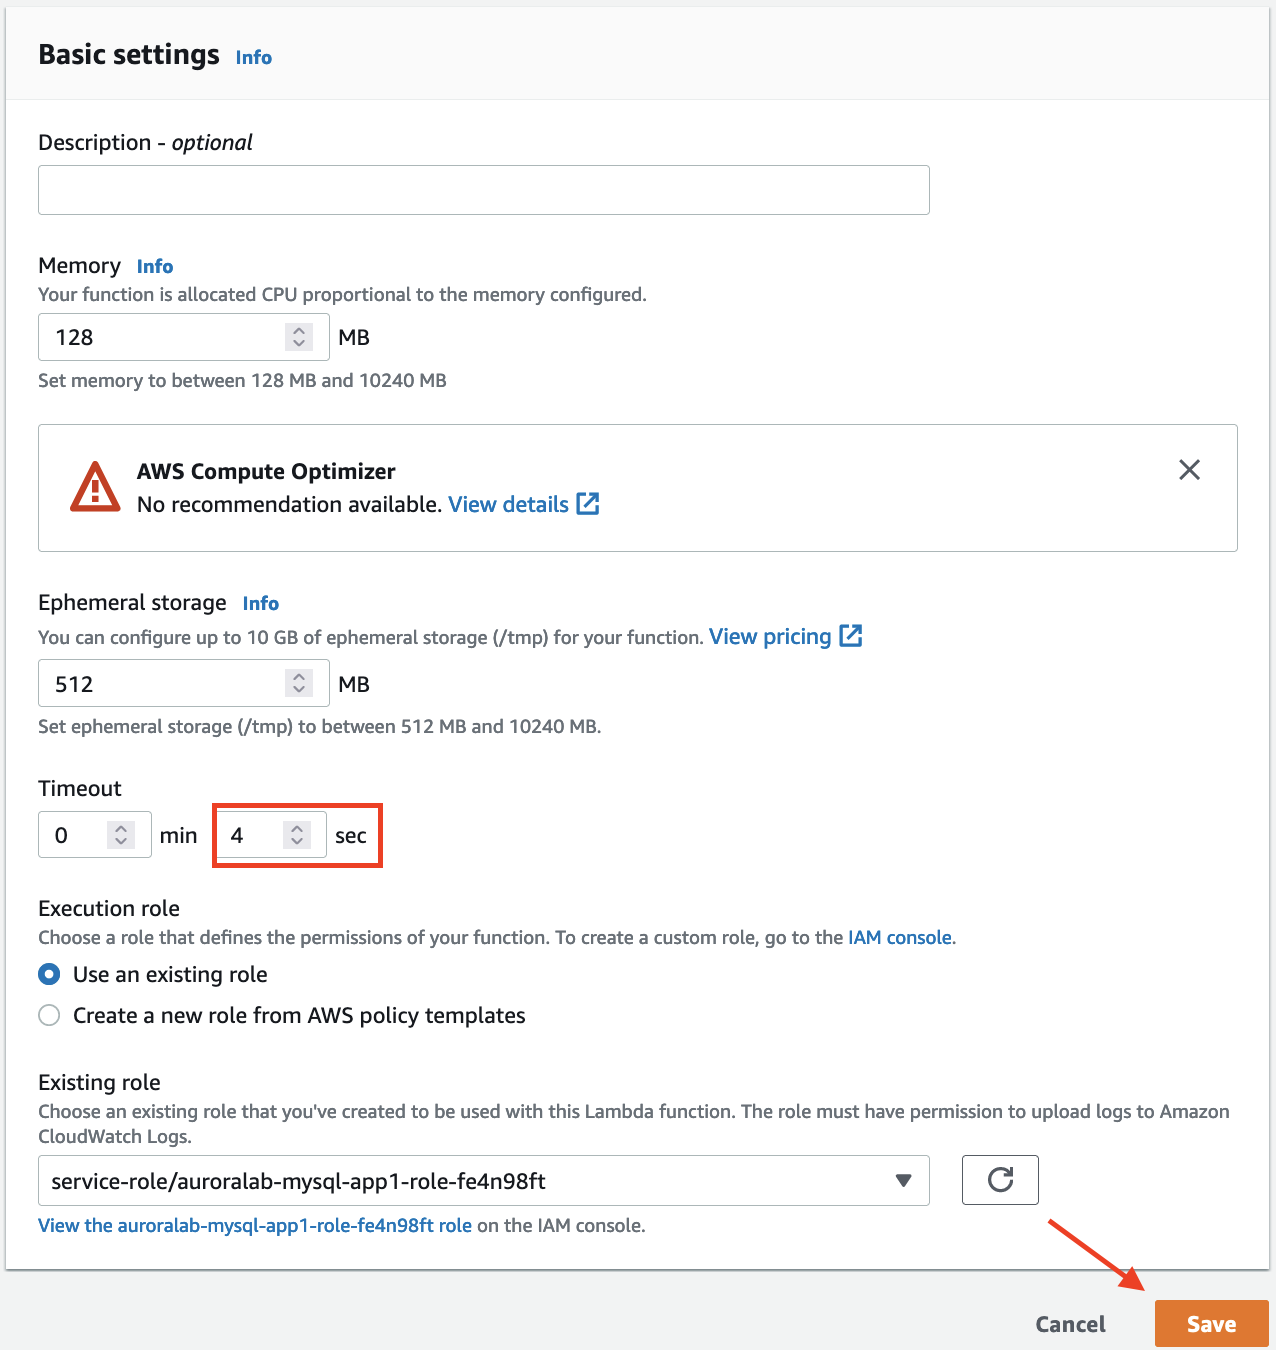 Basic settings Info
Description - optional
Memory Info
Your function is allocated CPU proportional to the memory configured.
128 MB
Set memory to between 128 MB and 10240 MB
AWS Compute Optimizer
No recommendation available. View details
Ephemeral storage Info
You can configure up to 10 GB of ephemeral storage (/tmp) for your function. View pricing
512 MB
Set ephemeral storage (/tmp) to between 512 MB and 10240 MB.
Timeout
0 min 4 sec
Execution role
Choose a role that defines the permissions of your function. To create a custom role, go to the IAM console.
Use an existing role
Create a new role from AWS policy templates
Existing role
Choose an existing role that you've created to be used with this Lambda function. The role must have permission to upload logs to Amazon
CloudWatch Logs.
service-role/auroralab-mysql-app1-role-fe4n98ft
View the auroralab-mysql-app1-role-fe4n98ft role on the IAM console.
Cancel Save